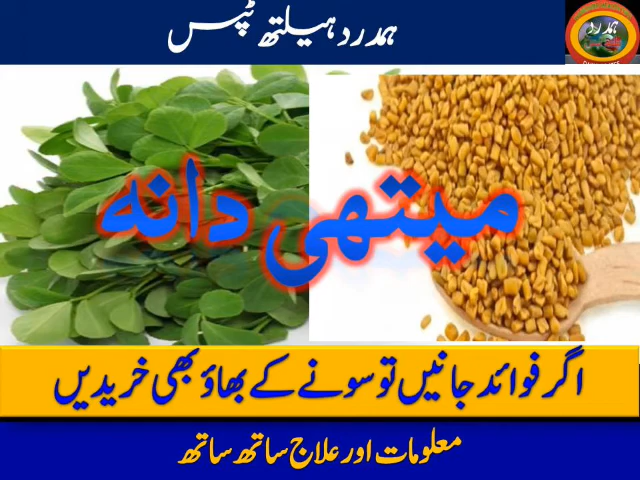 ہمدرد ہیلتھ ٹپس
ہمدرد
میتھی دانہ
اگر فوائد جانیں تو سونے کے بھاؤ بھی خریدیں
معلومات اور علاج ساتھ ساتھ